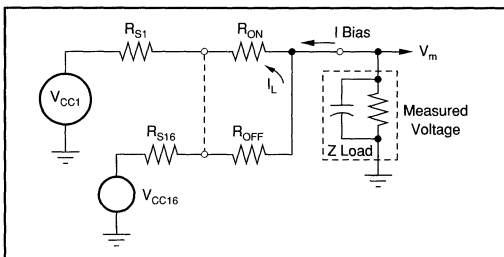 R_S1
R_ON
I Bias
V_m
I_L
V_CC1
Measured
Voltage
R_S16
R_OFF
Z Load
V_CC16